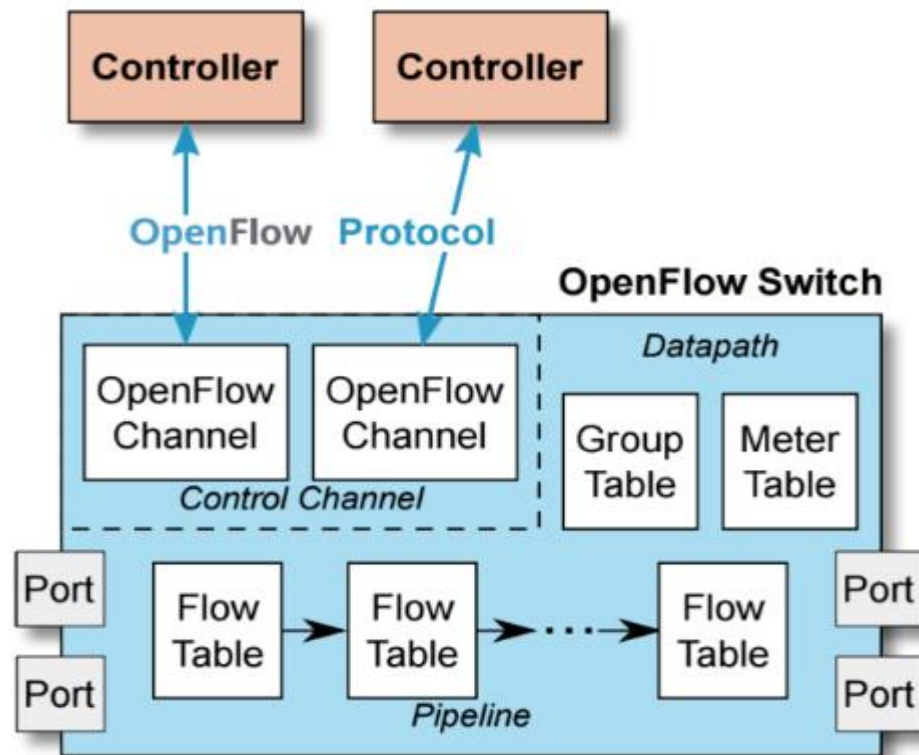 Controller Controller
OpenFlow Protocol
OpenFlow Switch
Datapath
OpenFlow
Channel
OpenFlow
Channel
Control Channel
Group
Table
Meter
Table
Port
Port
Flow
Table
Flow
Table
...
Flow
Table
Pipeline
Port
Port